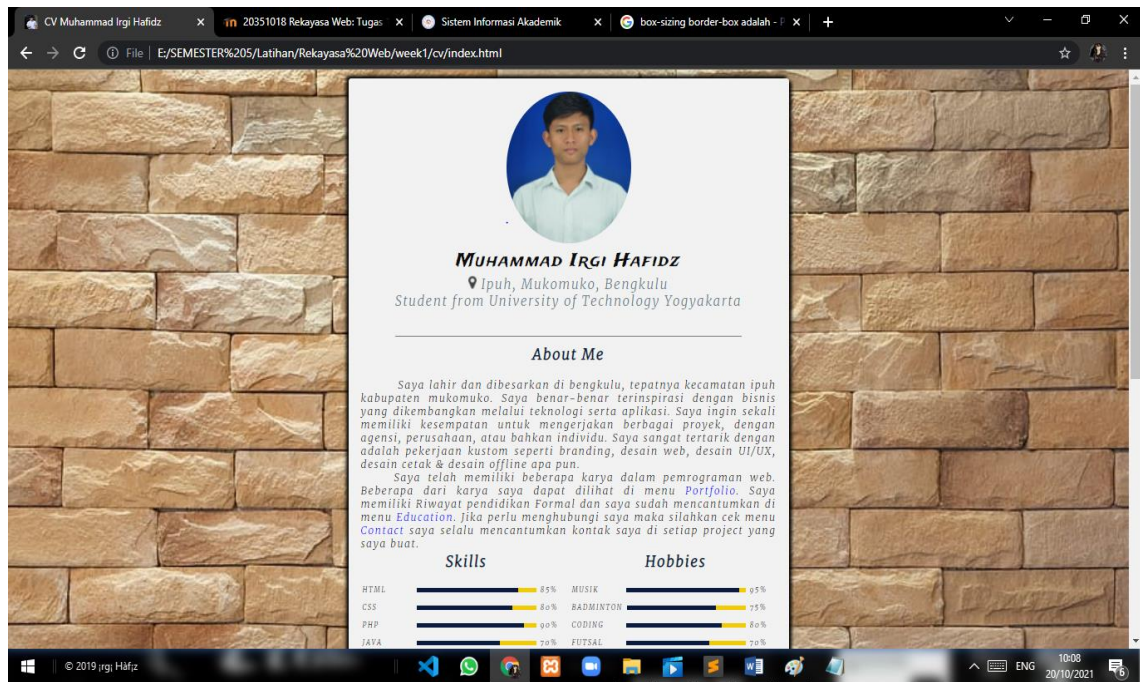 CV Muhammad Irgi Hafidz
20351018 Rekayasa Web: Tugas
Sistem Informasi Akademik
box-sizing border-box adalah - P
File E:/SEMESTER%205/Latihan/Rekayasa%20Web/week1/cv/index.html
Muhammad Irgi Hafidz
Ipuh, Mukomuko, Bengkulu
Student from University of Technology Yogyakarta
About Me
Saya lahir dan dibesarkan di bengkulu, tepatnya kecamatan ipuh
kabupaten mukomuko. Saya benar-benar terinspirasi dengan bisnis
yang dikembangkan melalui teknologi serta aplikasi. Saya ingin sekali
memiliki kesempatan untuk mengerjakan berbagai proyek, dengan
agensi, perusahaan, atau bahkan individu. Saya sangat tertarik dengan
adalah pekerjaan kustom seperti branding, desain web, desain UI/UX,
desain cetak & desain offline apa pun.
Saya telah memiliki beberapa karya dalam pemrograman web.
Beberapa dari karya saya dapat dilihat di menu Portfolio. Saya
memiliki Riwayat pendidikan Formal dan saya sudah mencantumkan di
menu Education. Jika perlu menghubungi saya maka silahkan cek menu
Contact saya selalu mencantumkan kontak saya di setiap project yang
saya buat.
Skills Hobbies
HTML 85% MUSIK 95%
CSS 80% BADMINTON 75%
PHP 90% CODING 80%
JAVA 70% FUTSAL 70%
© 2019 ¡rg¡ Hàf¡z
ENG
10:08
20/10/2021
6